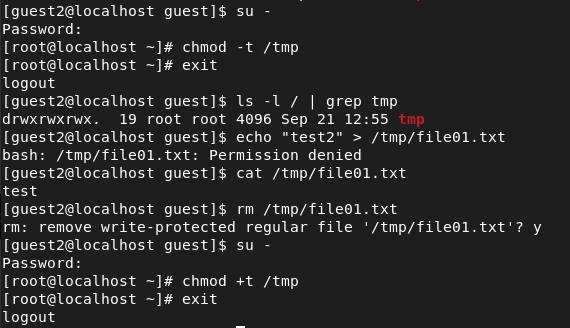 [guest2@localhost guest]$ su -
Password:
[root@localhost ~]# chmod -t /tmp
[root@localhost ~]# exit
logout
[guest2@localhost guest]$ ls -l / | grep tmp
drwxrwxrwx.  19 root root 4096 Sep 21 12:55 tmp
[guest2@localhost guest]$ echo "test2" > /tmp/file01.txt
bash: /tmp/file01.txt: Permission denied
[guest2@localhost guest]$ cat /tmp/file01.txt
test
[guest2@localhost guest]$ rm /tmp/file01.txt
rm: remove write-protected regular file '/tmp/file01.txt'? y
[guest2@localhost guest]$ su -
Password:
[root@localhost ~]# chmod +t /tmp
[root@localhost ~]# exit
logout